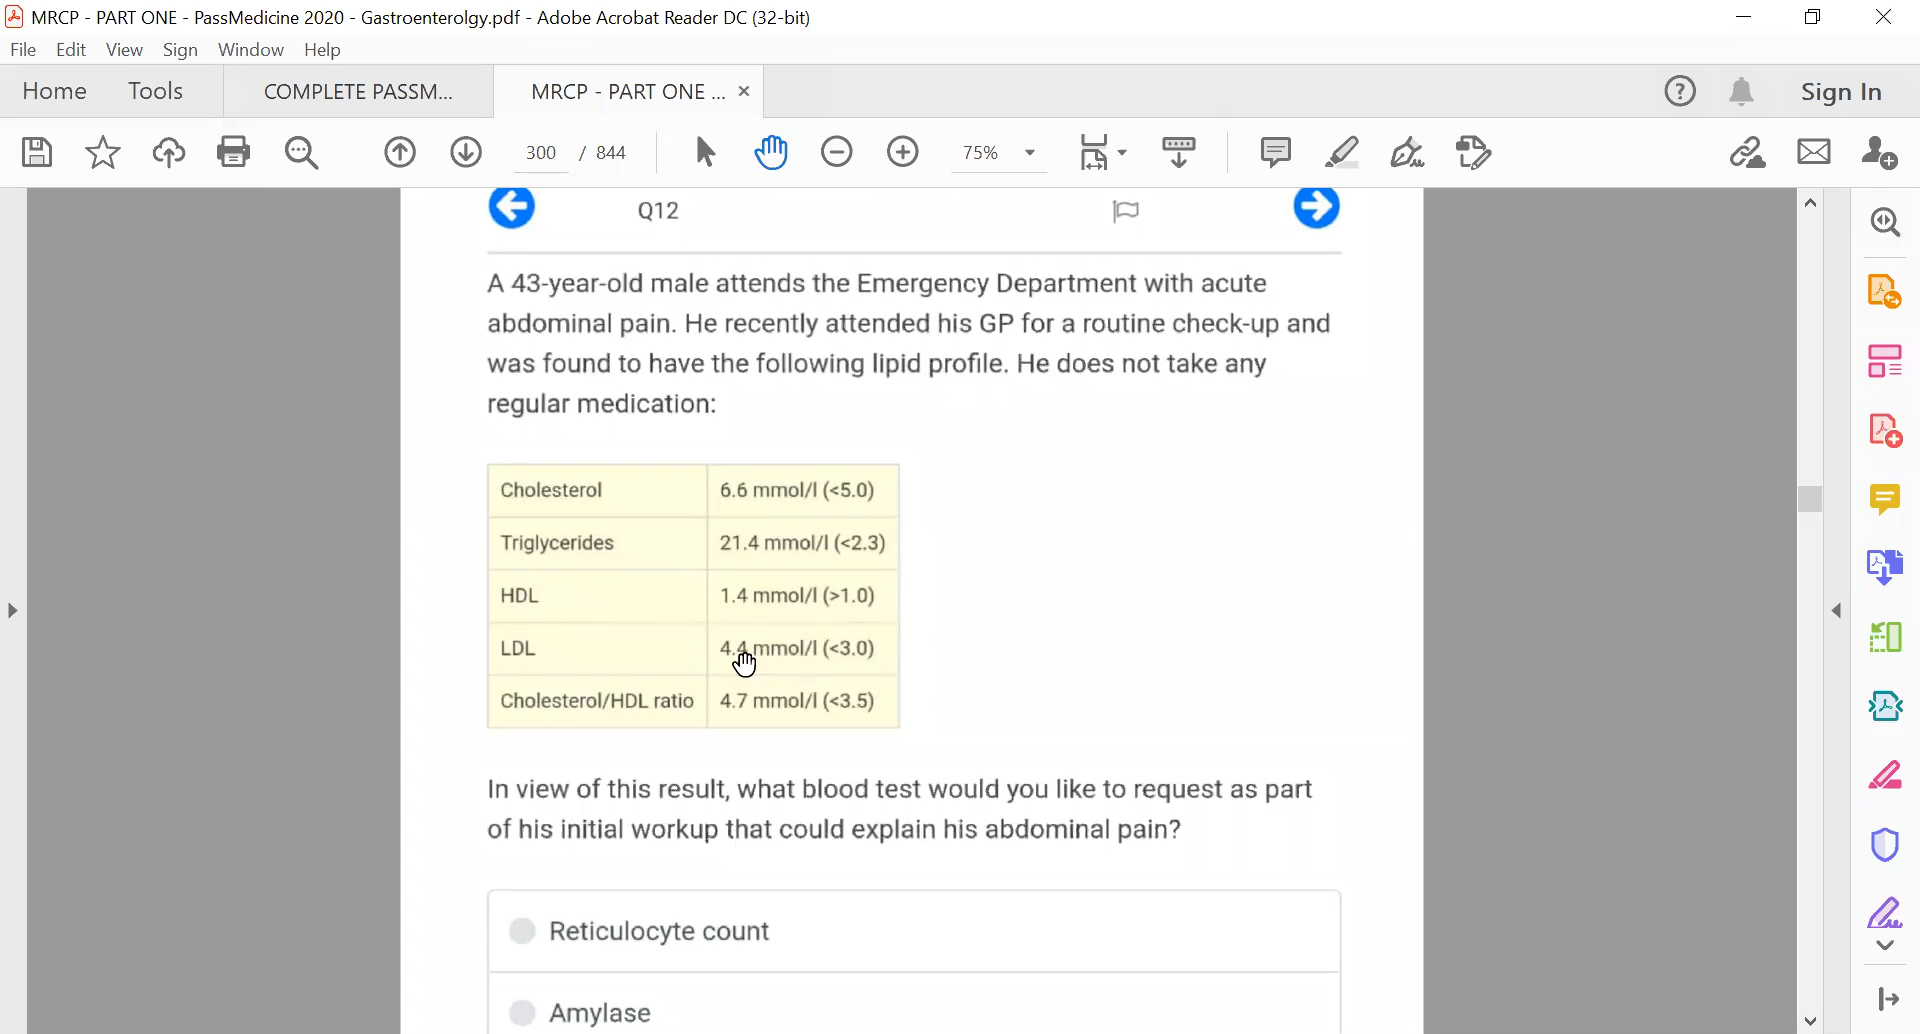 MRCP - PART ONE - PassMedicine 2020 - Gastroenterolgy.pdf - Adobe Acrobat Reader DC (32-bit)
File Edit View Sign Window Help
Home Tools COMPLETE PASSM... MRCP - PART ONE ... Sign In
300 / 844 75%
Q12
A 43-year-old male attends the Emergency Department with acute
abdominal pain. He recently attended his GP for a routine check-up and
was found to have the following lipid profile. He does not take any
regular medication:
Cholesterol 6.6 mmol/l (<5.0)
Triglycerides 21.4 mmol/l (<2.3)
HDL 1.4 mmol/l (>1.0)
LDL 4.4 mmol/l (<3.0)
Cholesterol/HDL ratio 4.7 mmol/l (<3.5)
In view of this result, what blood test would you like to request as part
of his initial workup that could explain his abdominal pain?
Reticulocyte count
Amylase